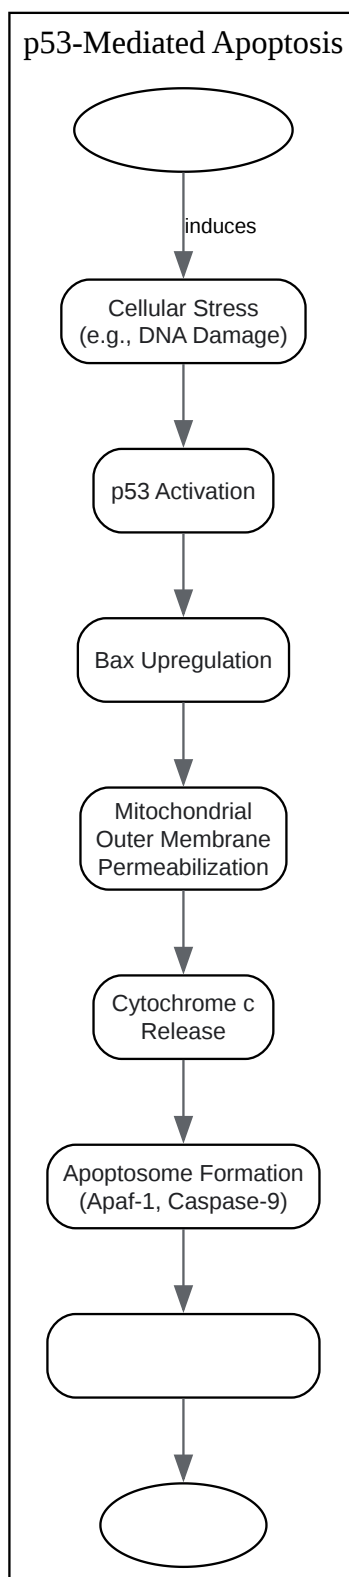 p53-Mediated Apoptosis
induces
Cellular Stress
(e.g., DNA Damage)
p53 Activation
Bax Upregulation
Mitochondrial
Outer Membrane
Permeabilization
Cytochrome c
Release
Apoptosome Formation
(Apaf-1, Caspase-9)